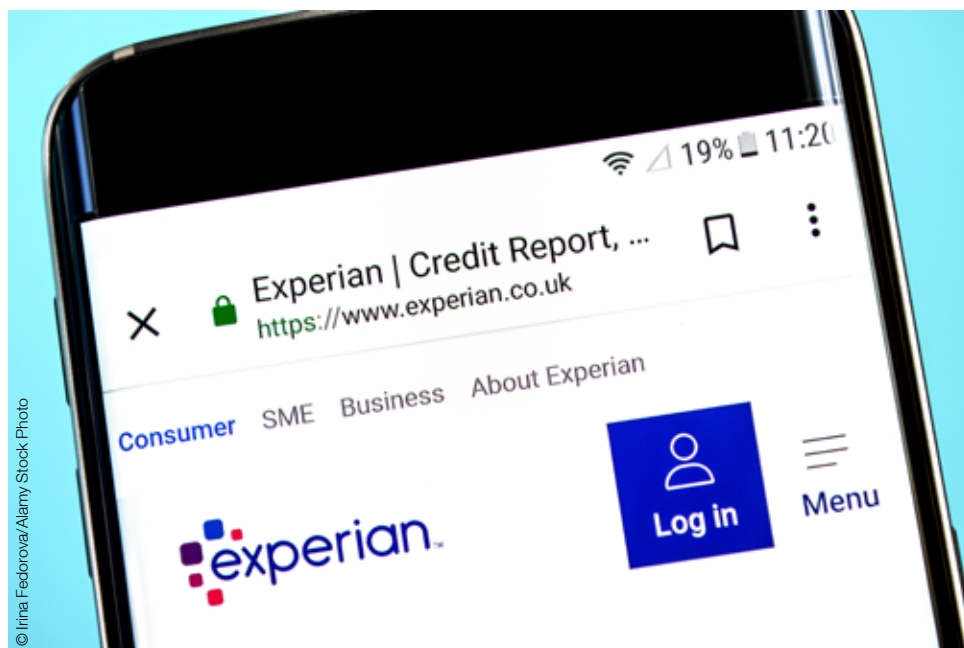 19% 11:20
Experian | Credit Report, ...
https://www.experian.co.uk
Consumer SME Business About Experian
experian™
Log in
Menu
© Irina Fedorova/Alamy Stock Photo